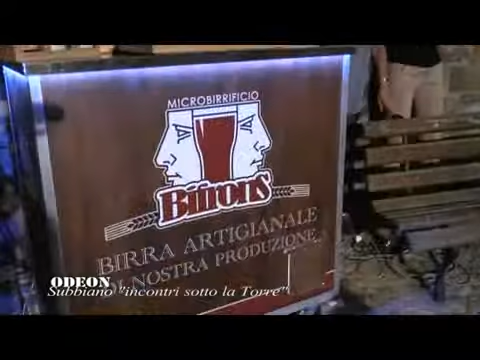 MICROBIRRIFICIO
Bifrons
BIRRA ARTIGIANALE
DI NOSTRA PRODUZIONE
ODEON
Subbiano "incontri sotto la Torre"